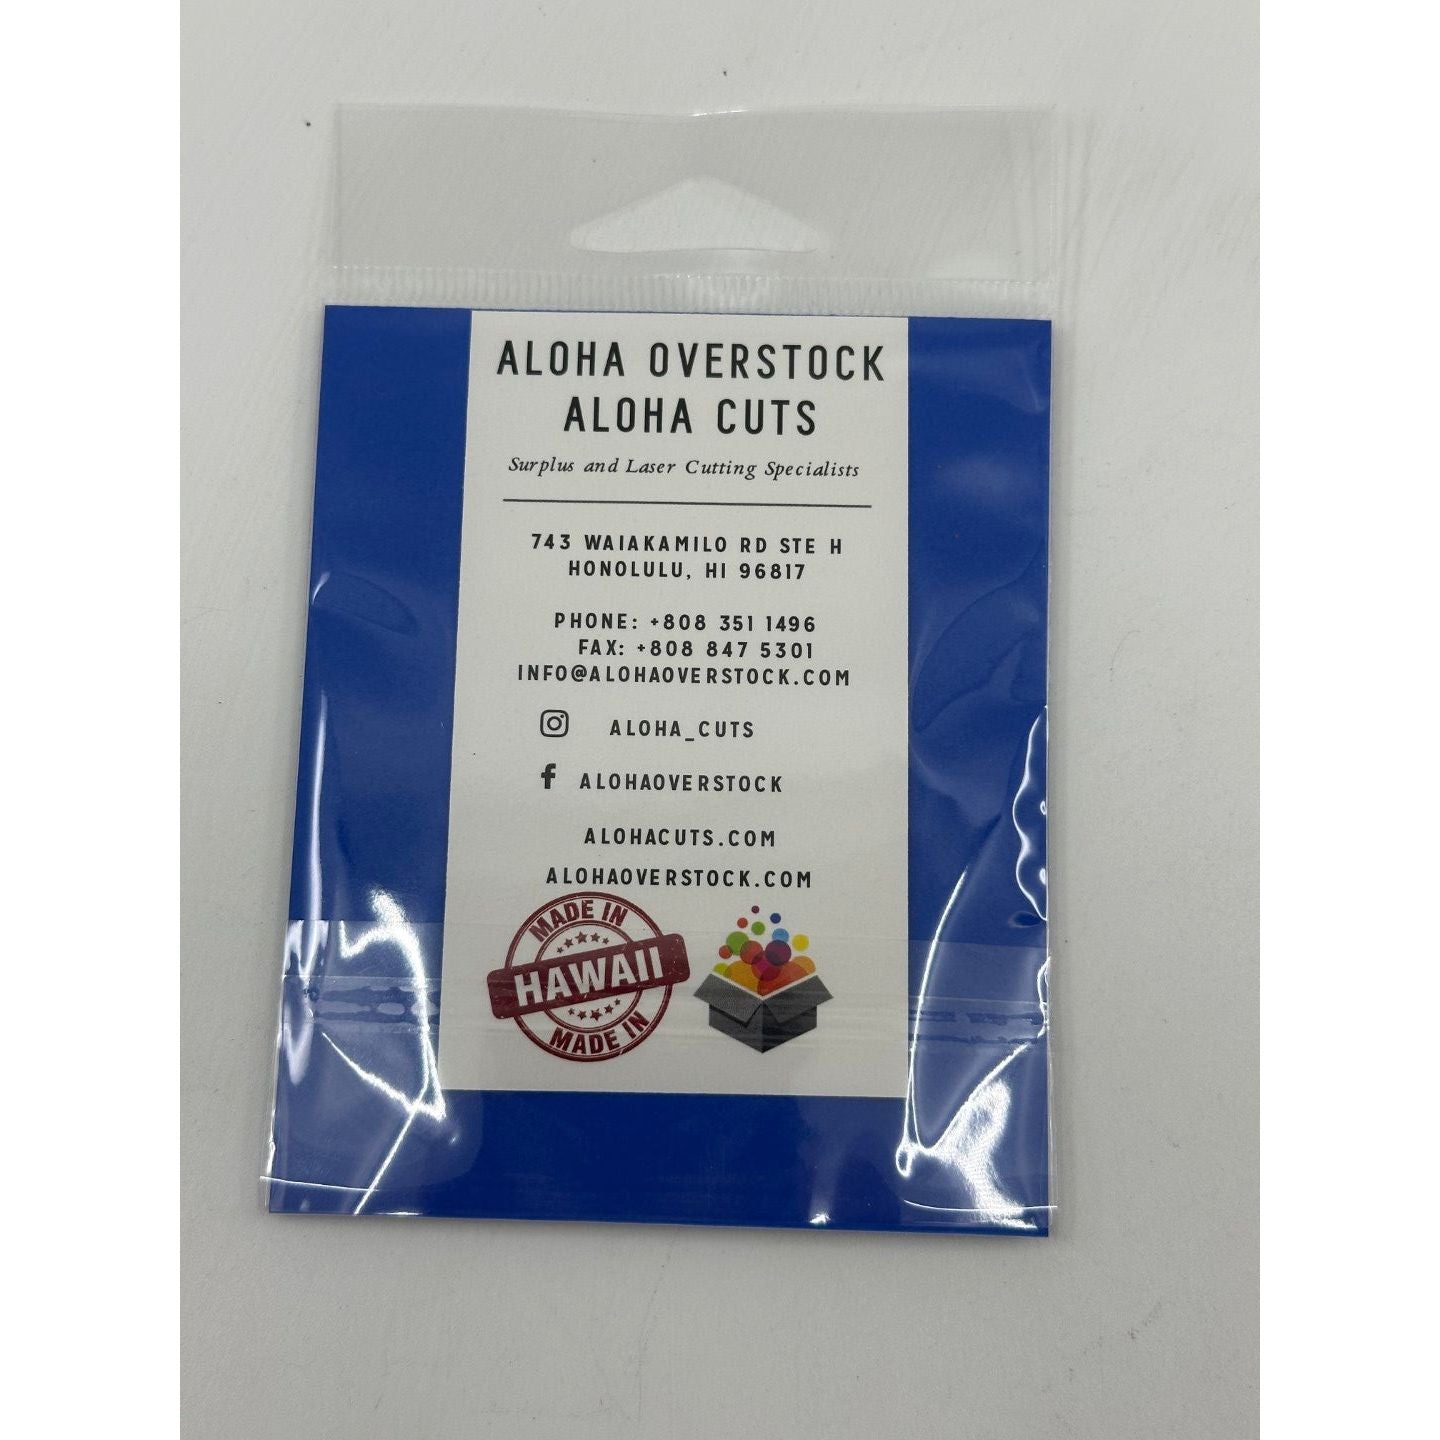 ALOHA OVERSTOCK
ALOHA CUTS
Surplus and Laser Cutting Specialists
743 WAIAKAMILO RD STE H
HONOLULU, HI 96817
PHONE: +808 351 1496
FAX: +808 847 5301
INFO@ALOHAOVERSTOCK.COM
ALOHA_CUTS
ALOHAOVERSTOCK
ALOHACUTS.COM
ALOHAOVERSTOCK.COM
MADE IN
HAWAII
MADE IN